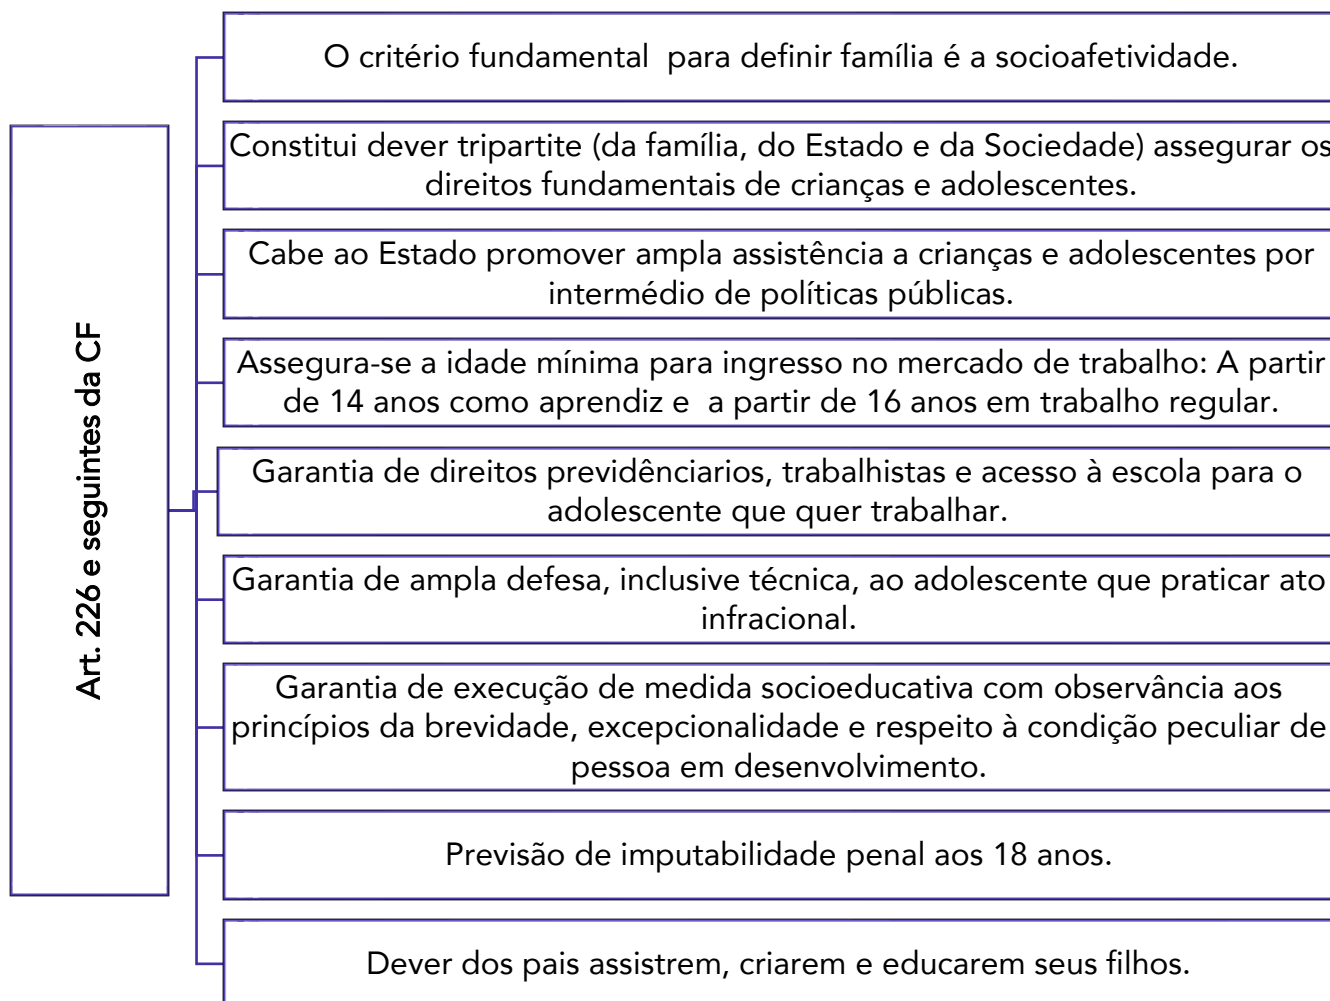 Art. 226 e seguintes da CF
O critério fundamental para definir família é a socioafetividade.
Constitui dever tripartite (da família, do Estado e da Sociedade) assegurar os
direitos fundamentais de crianças e adolescentes.
Cabe ao Estado promover ampla assistência a crianças e adolescentes por
intermédio de políticas públicas.
Assegura-se a idade mínima para ingresso no mercado de trabalho: A partir
de 14 anos como aprendiz e a partir de 16 anos em trabalho regular.
Garantia de direitos previdênciarios, trabalhistas e acesso à escola para o
adolescente que quer trabalhar.
Garantia de ampla defesa, inclusive técnica, ao adolescente que praticar ato
infracional.
Garantia de execução de medida socioeducativa com observância aos
princípios da brevidade, excepcionalidade e respeito à condição peculiar de
pessoa em desenvolvimento.
Previsão de imputabilidade penal aos 18 anos.
Dever dos pais assistrem, criarem e educarem seus filhos.